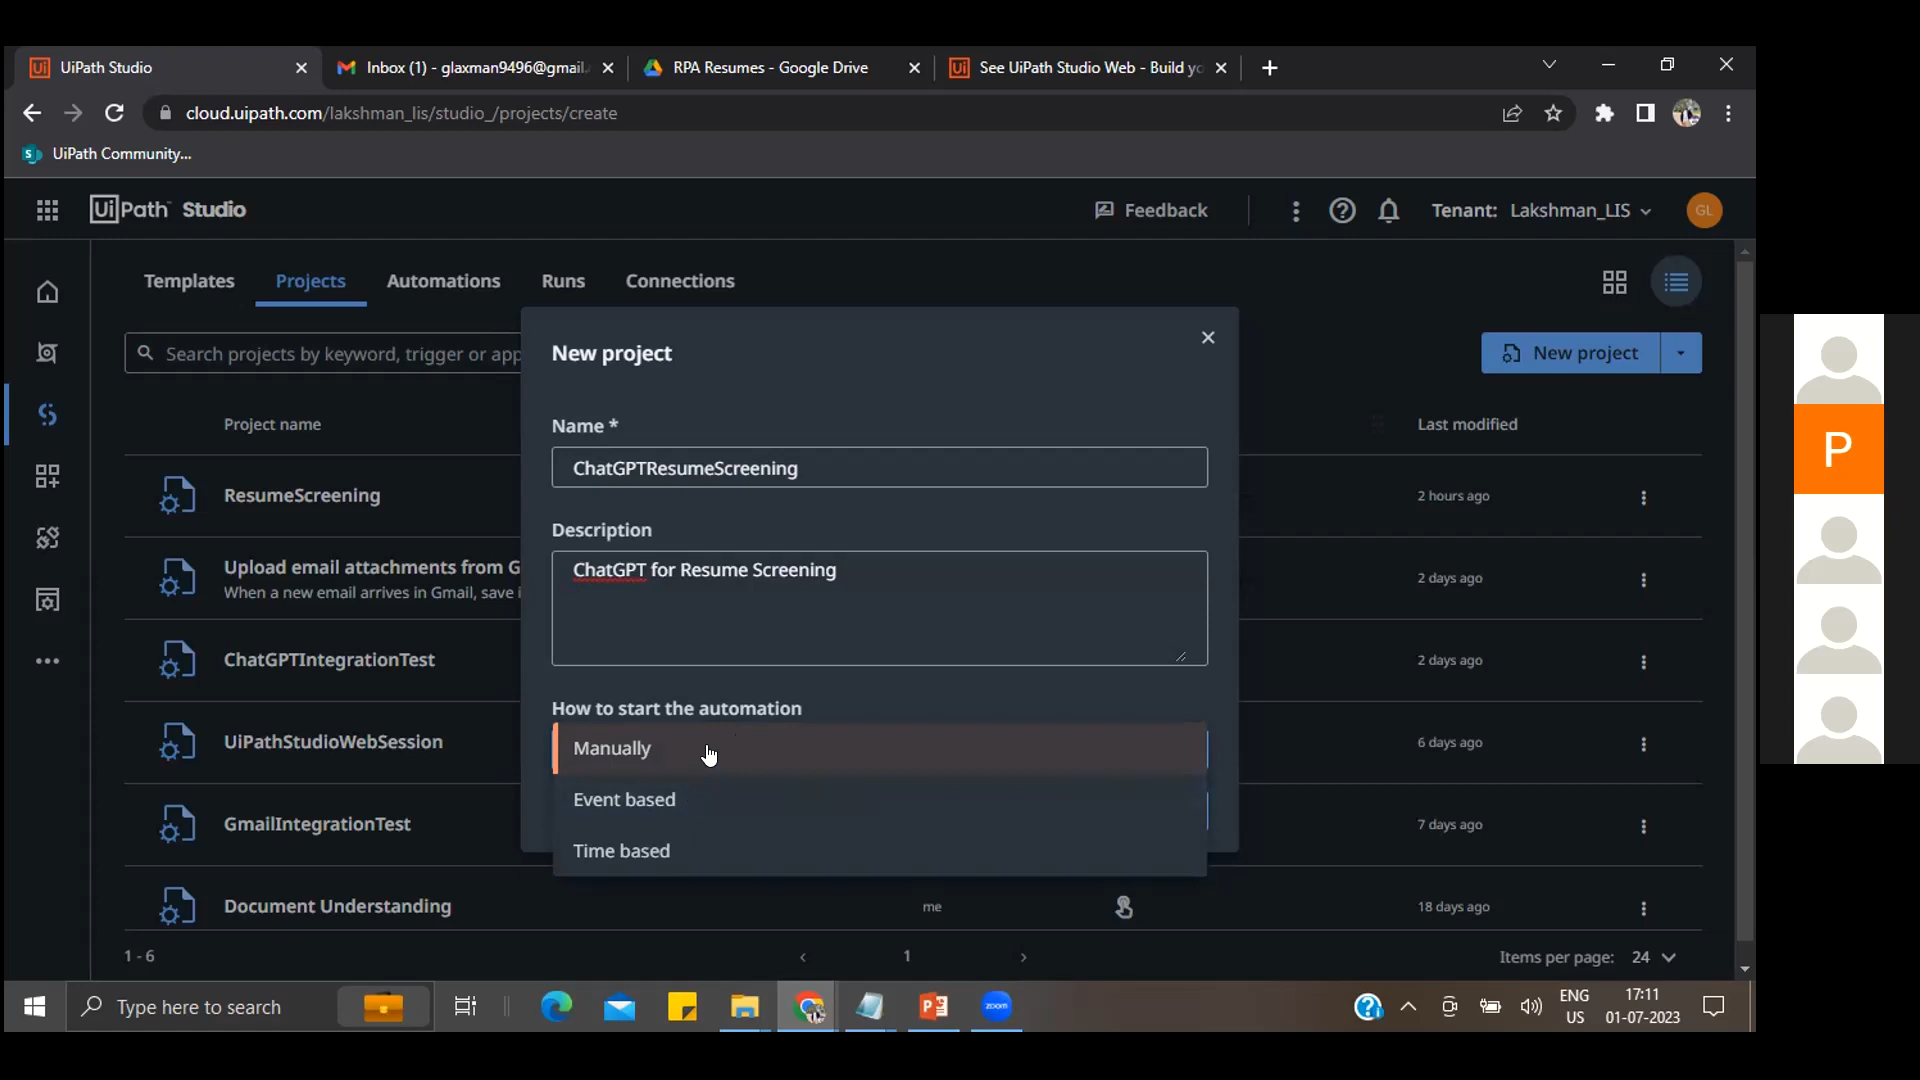 UiPath Studio
Inbox (1) - glaxman9496@gmail.
RPA Resumes - Google Drive
See UiPath Studio Web - Build yo
cloud.uipath.com/lakshman_lis/studio_/projects/create
S
UiPath Community...
UiPath Studio
Feedback
Tenant: Lakshman_LIS
GL
Templates
Projects
Automations
Runs
Connections
Search projects by keyword, trigger or app
New project
New project
Name *
ChatGPTResumeScreening
Description
ChatGPT for Resume Screening
How to start the automation
Manually
Event based
Time based
Project name
Last modified
ResumeScreening
2 hours ago
Upload email attachments from G
When a new email arrives in Gmail, save i
2 days ago
ChatGPTIntegrationTest
2 days ago
UiPathStudioWebSession
6 days ago
GmailIntegrationTest
7 days ago
Document Understanding
me
18 days ago
1 - 6
1
Items per page: 24
P
Type here to search
zoom
ENG
US
17:11
01-07-2023